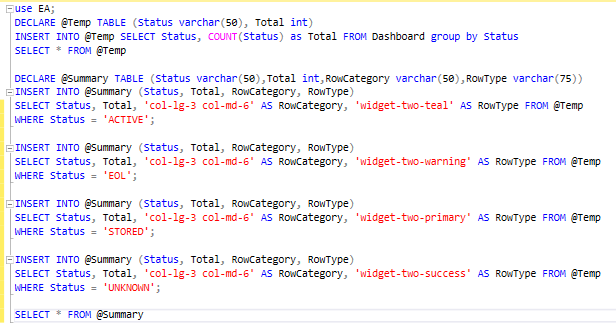 use EA;
DECLARE @Temp TABLE (Status varchar(50), Total int)
INSERT INTO @Temp SELECT Status, COUNT(Status) as Total FROM Dashboard group by Status
SELECT * FROM @Temp
DECLARE @Summary TABLE (Status varchar(50),Total int,RowCategory varchar(50),RowType varchar(75))
INSERT INTO @Summary (Status, Total, RowCategory, RowType)
SELECT Status, Total, 'col-lg-3 col-md-6' AS RowCategory, 'widget-two-teal' AS RowType FROM @Temp
WHERE Status = 'ACTIVE';
INSERT INTO @Summary (Status, Total, RowCategory, RowType)
SELECT Status, Total, 'col-lg-3 col-md-6' AS RowCategory, 'widget-two-warning' AS RowType FROM @Temp
WHERE Status = 'EOL';
INSERT INTO @Summary (Status, Total, RowCategory, RowType)
SELECT Status, Total, 'col-lg-3 col-md-6' AS RowCategory, 'widget-two-primary' AS RowType FROM @Temp
WHERE Status = 'STORED';
INSERT INTO @Summary (Status, Total, RowCategory, RowType)
SELECT Status, Total, 'col-lg-3 col-md-6' AS RowCategory, 'widget-two-success' AS RowType FROM @Temp
WHERE Status = 'UNKNOWN';
SELECT * FROM @Summary